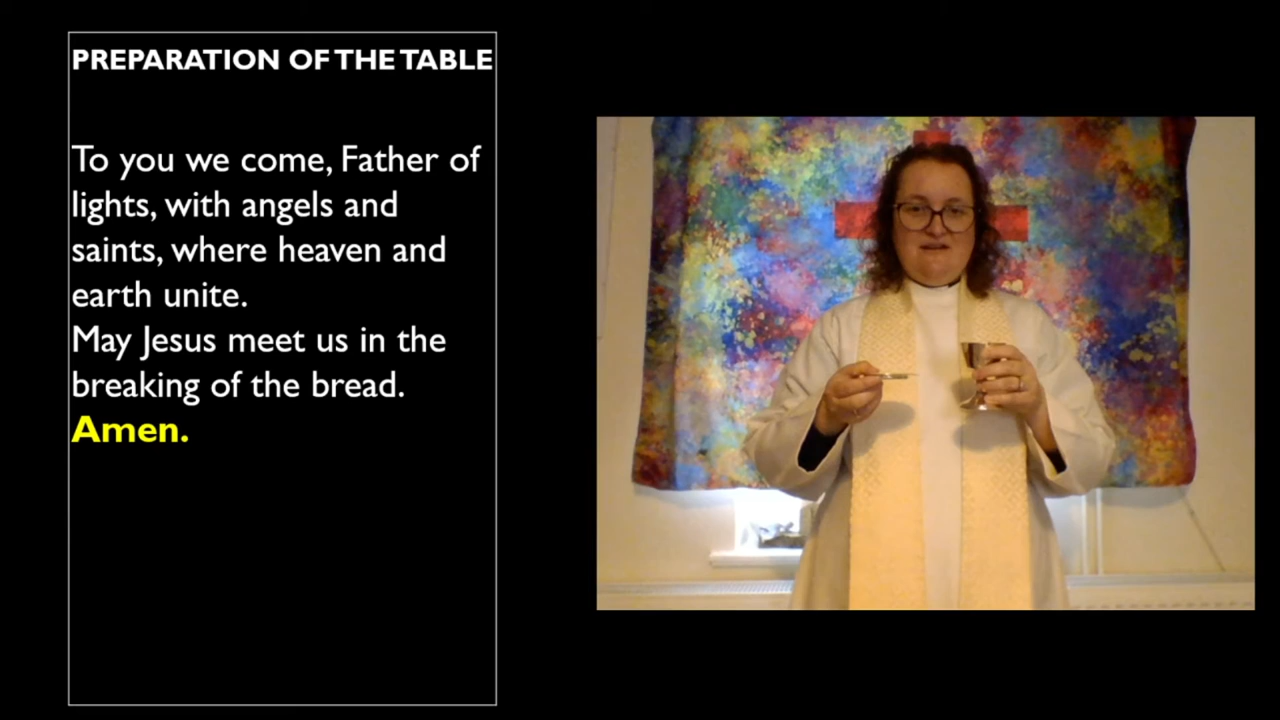 PREPARATION OF THE TABLE
To you we come, Father of
lights, with angels and
saints, where heaven and
earth unite.
May Jesus meet us in the
breaking of the bread.
Amen.